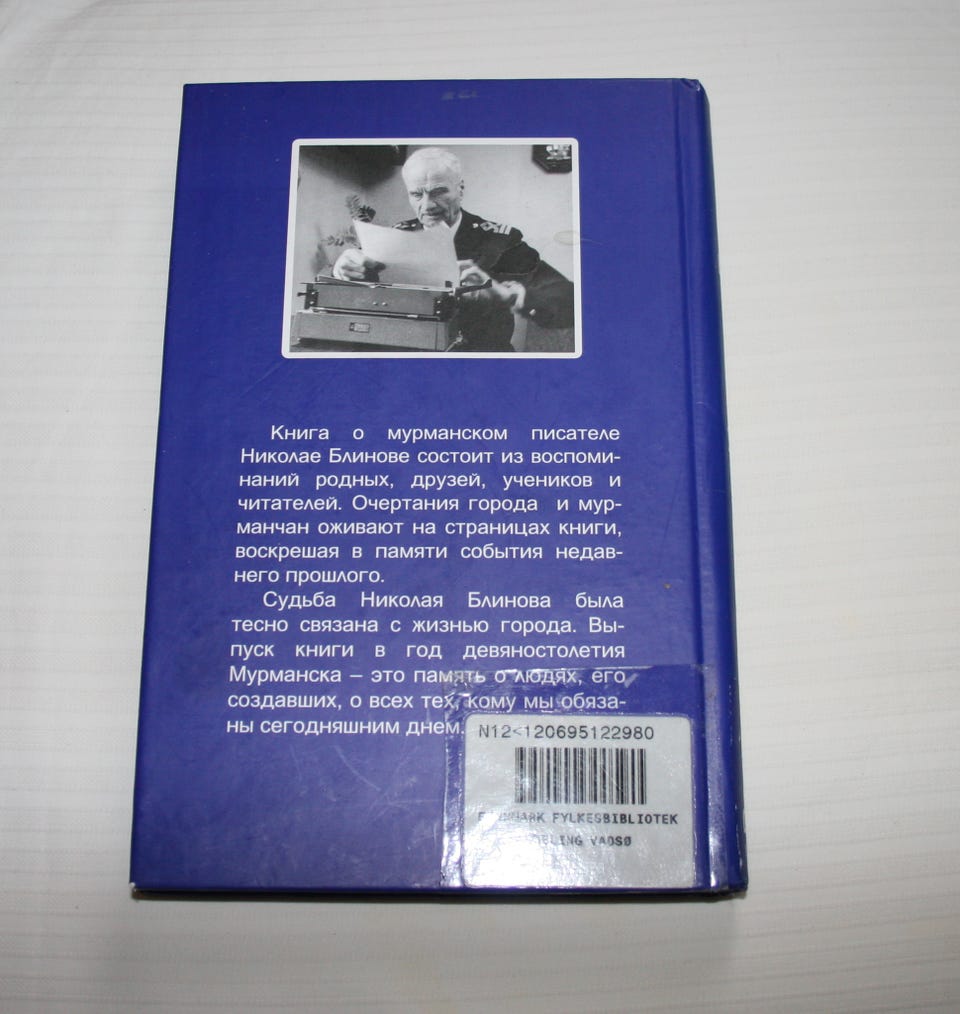 Книга о мурманском писателе
Николае Блинове состоит из воспоми-
наний родных, друзей, учеников и
читателей. Очертания города и мур-
манчан оживают на страницах книги,
воскрешая в памяти события недав-
него прошлого.
Судьба Николая Блинова была
тесно связана с жизнью города. Вы-
пуск книги в год девяностолетия
Мурманска – это память о людях, его
создавших, о всех тех, кому мы обяза-
ны сегодняшним днем.
N12<120695122980
FYLKESBIBLIOTEK
VADSØ